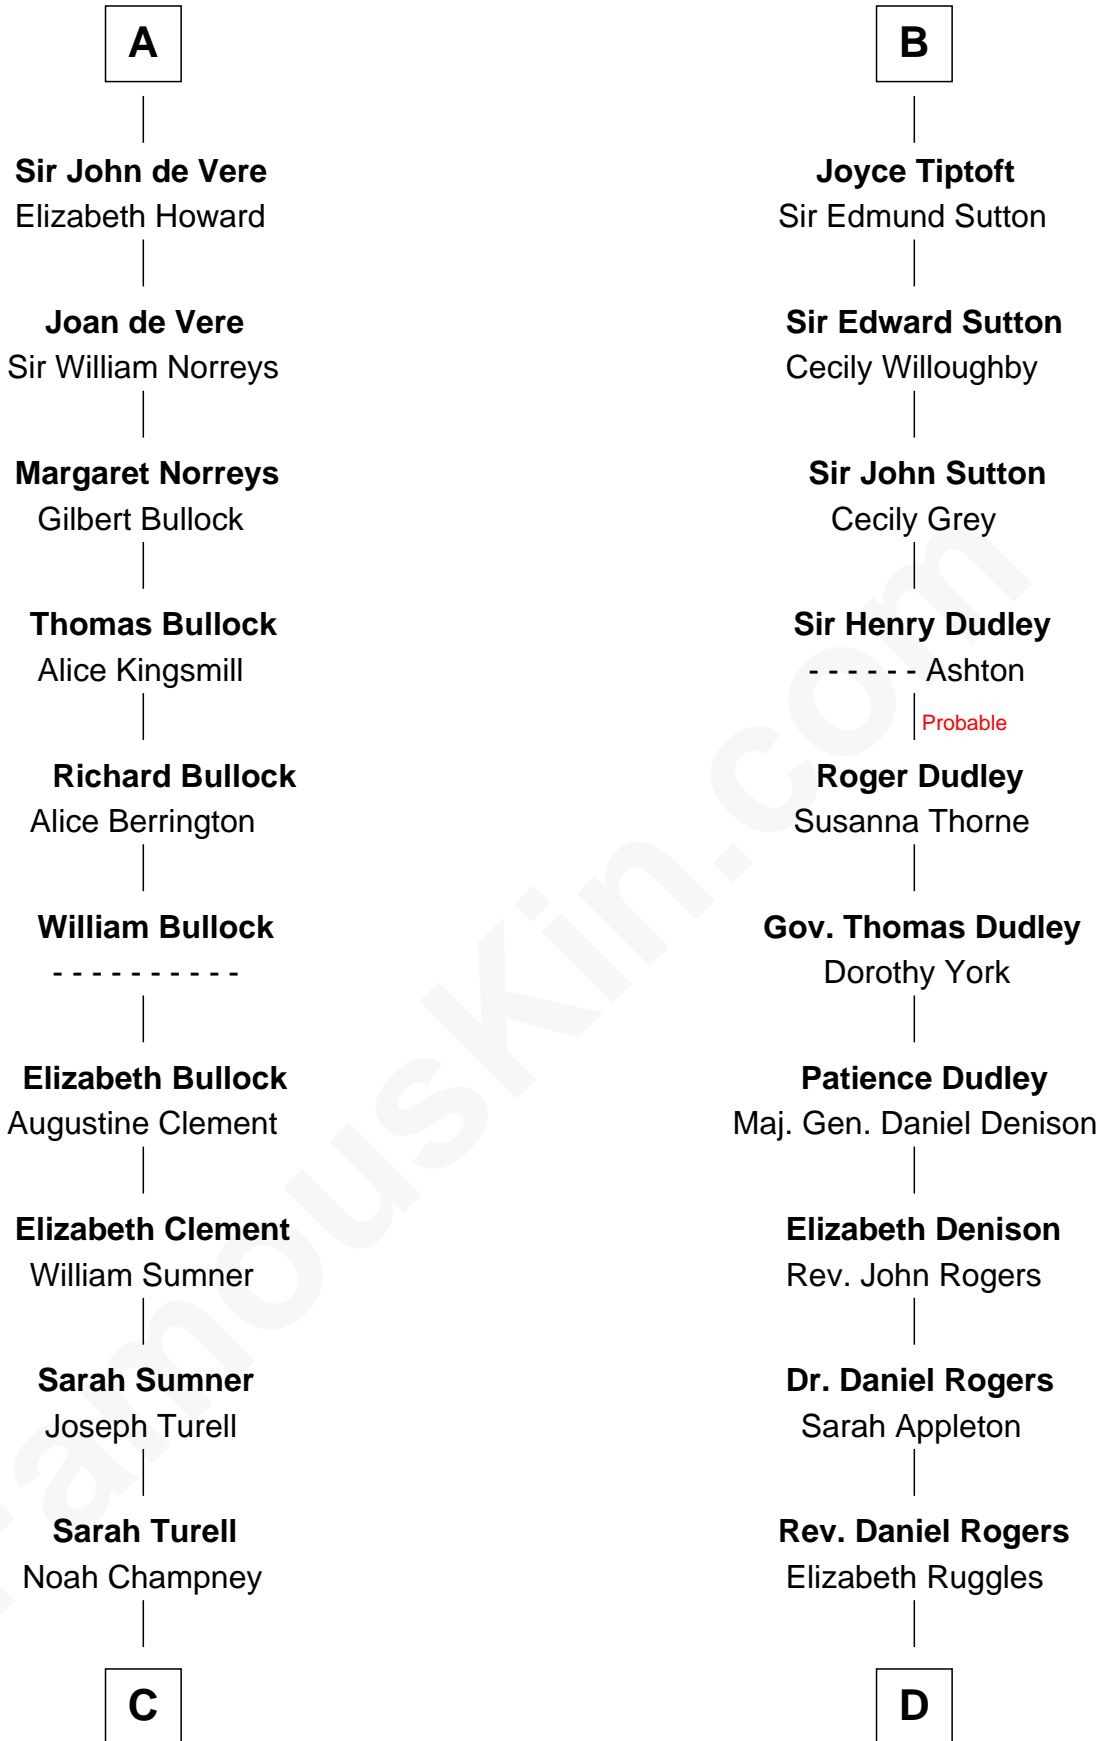 A
Sir John de Vere
Elizabeth Howard
Joan de Vere
Sir William Norreys
Margaret Norreys
Gilbert Bullock
Thomas Bullock
Alice Kingsmill
Richard Bullock
Alice Berrington
William Bullock
- - - - - - - - - -
Elizabeth Bullock
Augustine Clement
Elizabeth Clement
William Sumner
Sarah Sumner
Joseph Turell
Sarah Turell
Noah Champney
C
B
Joyce Tiptoft
Sir Edmund Sutton
Sir Edward Sutton
Cecily Willoughby
Sir John Sutton
Cecily Grey
Sir Henry Dudley
- - - - - - Ashton
Probable
Roger Dudley
Susanna Thorne
Gov. Thomas Dudley
Dorothy York
Patience Dudley
Maj. Gen. Daniel Denison
Elizabeth Denison
Rev. John Rogers
Dr. Daniel Rogers
Sarah Appleton
Rev. Daniel Rogers
Elizabeth Ruggles
D
FamousKin.com